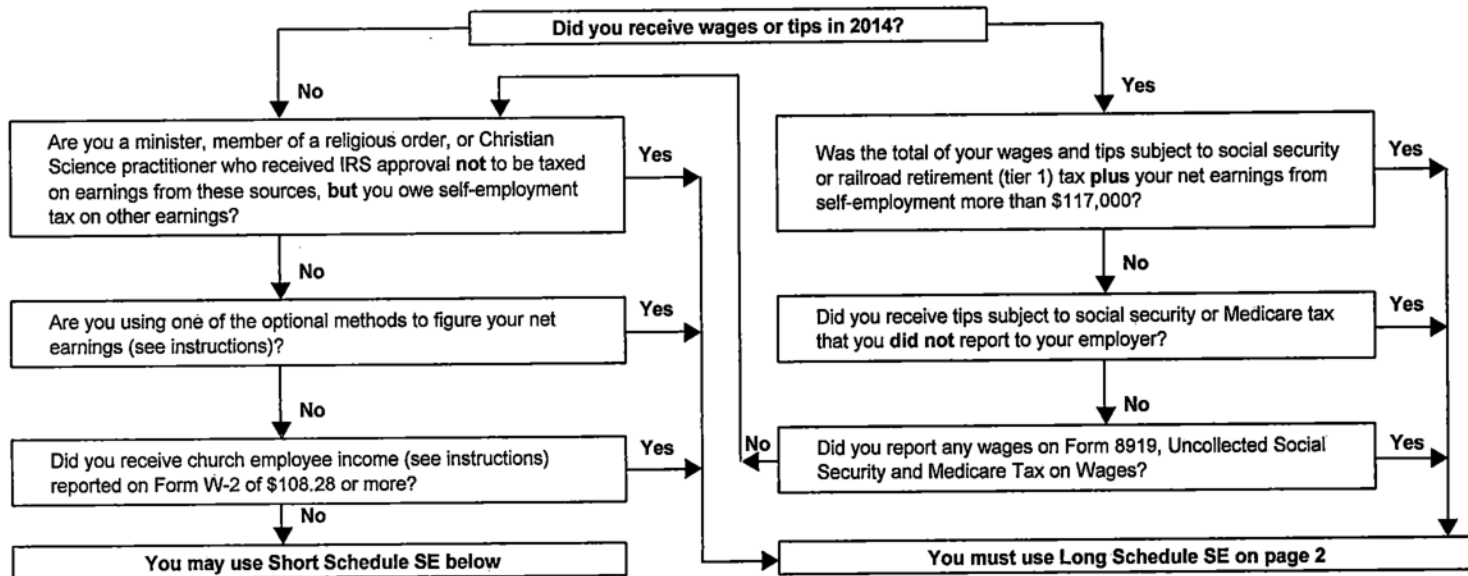 Did you receive wages or tips in 2014?
No
Yes
Are you a minister, member of a religious order, or Christian
Science practitioner who received IRS approval not to be taxed
on earnings from these sources, but you owe self-employment
tax on other earnings?
Yes
Was the total of your wages and tips subject to social security
or railroad retirement (tier 1) tax plus your net earnings from
self-employment more than $117,000?
Yes
No
No
Are you using one of the optional methods to figure your net
earnings (see instructions)?
Yes
Did you receive tips subject to social security or Medicare tax
that you did not report to your employer?
Yes
No
No
Did you receive church employee income (see instructions)
reported on Form W-2 of $108.28 or more?
Yes
No
Did you report any wages on Form 8919, Uncollected Social
Security and Medicare Tax on Wages?
Yes
No
You may use Short Schedule SE below
You must use Long Schedule SE on page 2